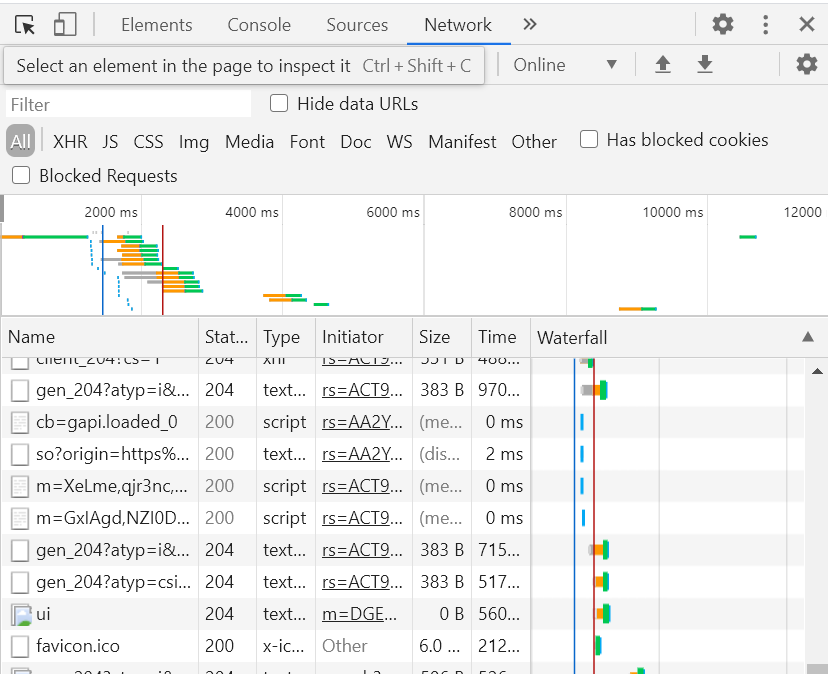 Elements Console Sources Network
Select an element in the page to inspect it Ctrl + Shift + C Online
Filter Hide data URLs
All XHR JS CSS Img Media Font Doc WS Manifest Other Has blocked cookies
Blocked Requests
2000 ms 4000 ms 6000 ms 8000 ms 10000 ms 12000
Name Stat... Type Initiator Size Time Waterfall
client_204?cs=1 204 xhr rs=ACT9... 351 B 488...
gen_204?atyp=i&... 204 text... rs=ACT9... 383 B 970...
cb=gapi.loaded_0 200 script rs=AA2Y... (me... 0 ms
so?origin=https%... 200 text... rs=AA2Y... (dis... 2 ms
m=XeLme,qjr3nc,... 200 script rs=ACT9... (me... 0 ms
m=GxIAgd,NZI0D... 200 script rs=ACT9... (me... 0 ms
gen_204?atyp=i&... 204 text... rs=ACT9... 383 B 715...
gen_204?atyp=csi... 204 text... rs=ACT9... 383 B 517...
ui 204 text... m=DGE... 0 B 560...
favicon.ico 200 x-ic... Other 6.0 ... 212...